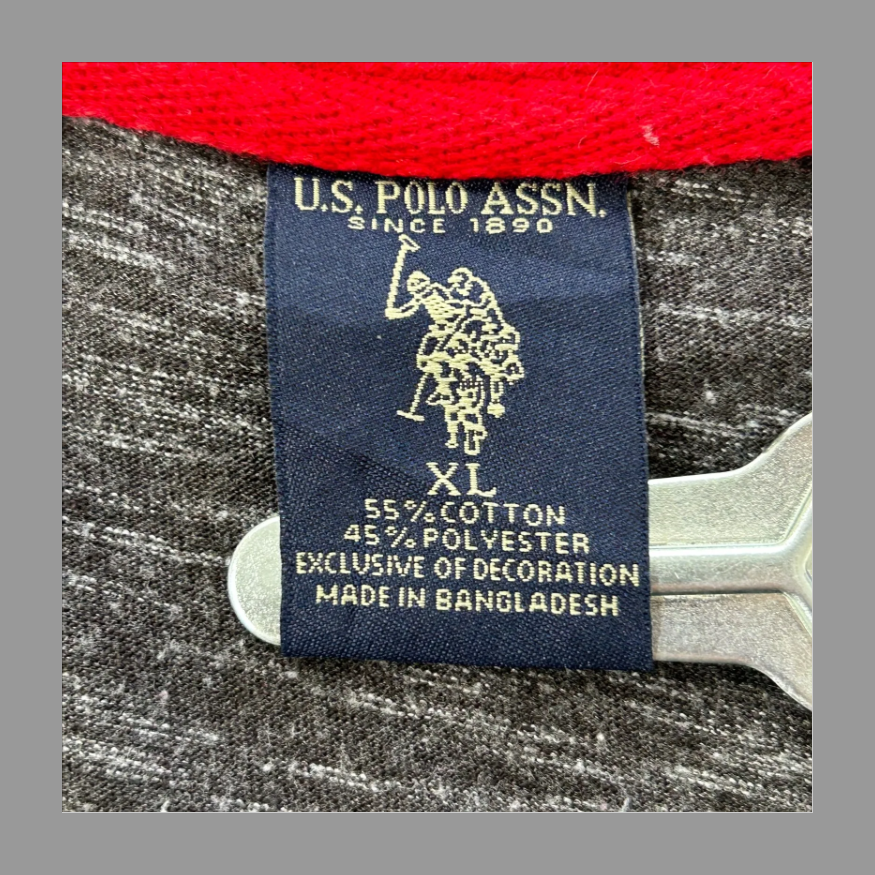 U.S. POLO ASSN.
SINCE 1890
XL
55% COTTON
45% POLYESTER
EXCLUSIVE OF DECORATION
MADE IN BANGLADESH